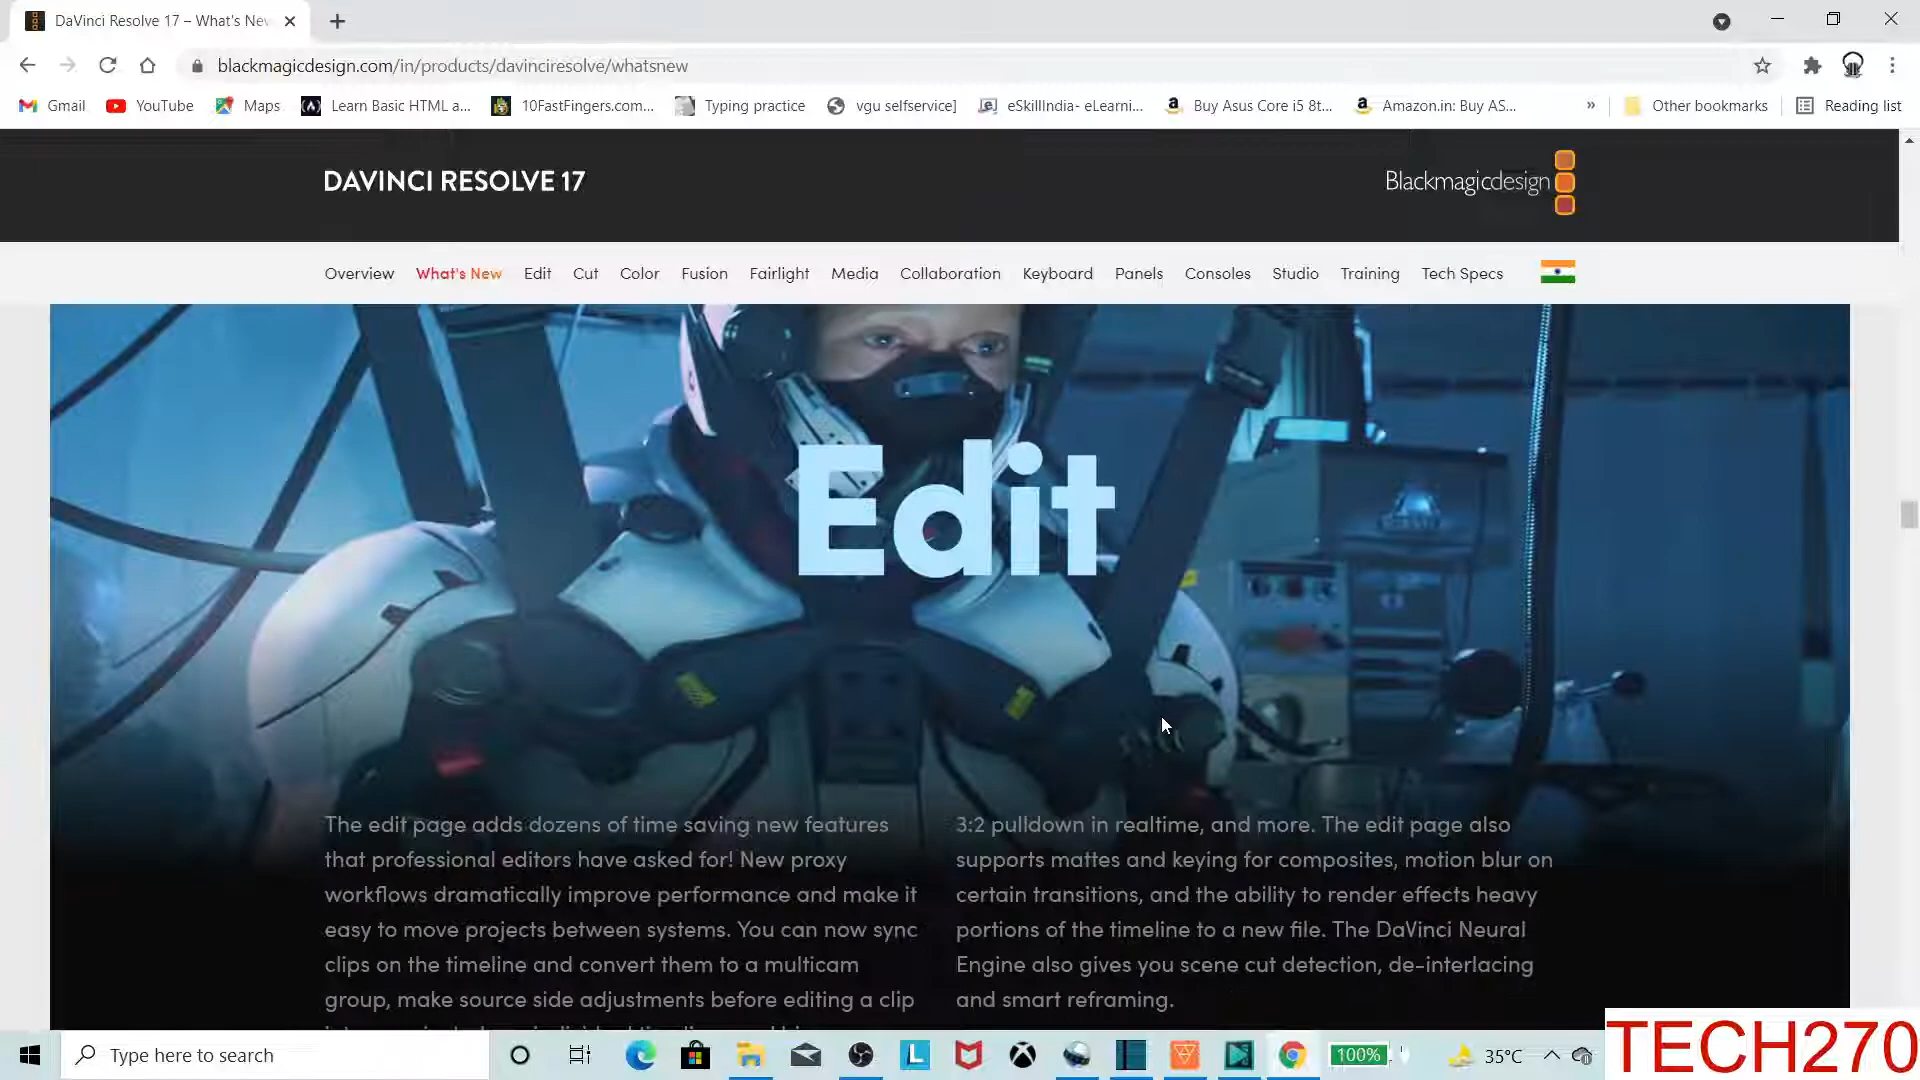 DaVinci Resolve 17 – What's New
blackmagicdesign.com/in/products/davinciresolve/whatsnew
Gmail YouTube Maps Learn Basic HTML a... 10FastFingers.com... Typing practice vgu selfservice] eSkillIndia- eLearni... Buy Asus Core i5 8t... Amazon.in: Buy AS... » Other bookmarks Reading list
DAVINCI RESOLVE 17
Blackmagicdesign
Overview What's New Edit Cut Color Fusion Fairlight Media Collaboration Keyboard Panels Consoles Studio Training Tech Specs
Edit
The edit page adds dozens of time saving new features
that professional editors have asked for! New proxy
workflows dramatically improve performance and make it
easy to move projects between systems. You can now sync
clips on the timeline and convert them to a multicam
group, make source side adjustments before editing a clip
3:2 pulldown in realtime, and more. The edit page also
supports mattes and keying for composites, motion blur on
certain transitions, and the ability to render effects heavy
portions of the timeline to a new file. The DaVinci Neural
Engine also gives you scene cut detection, de-interlacing
and smart reframing.
Type here to search
100%
35°C
TECH270